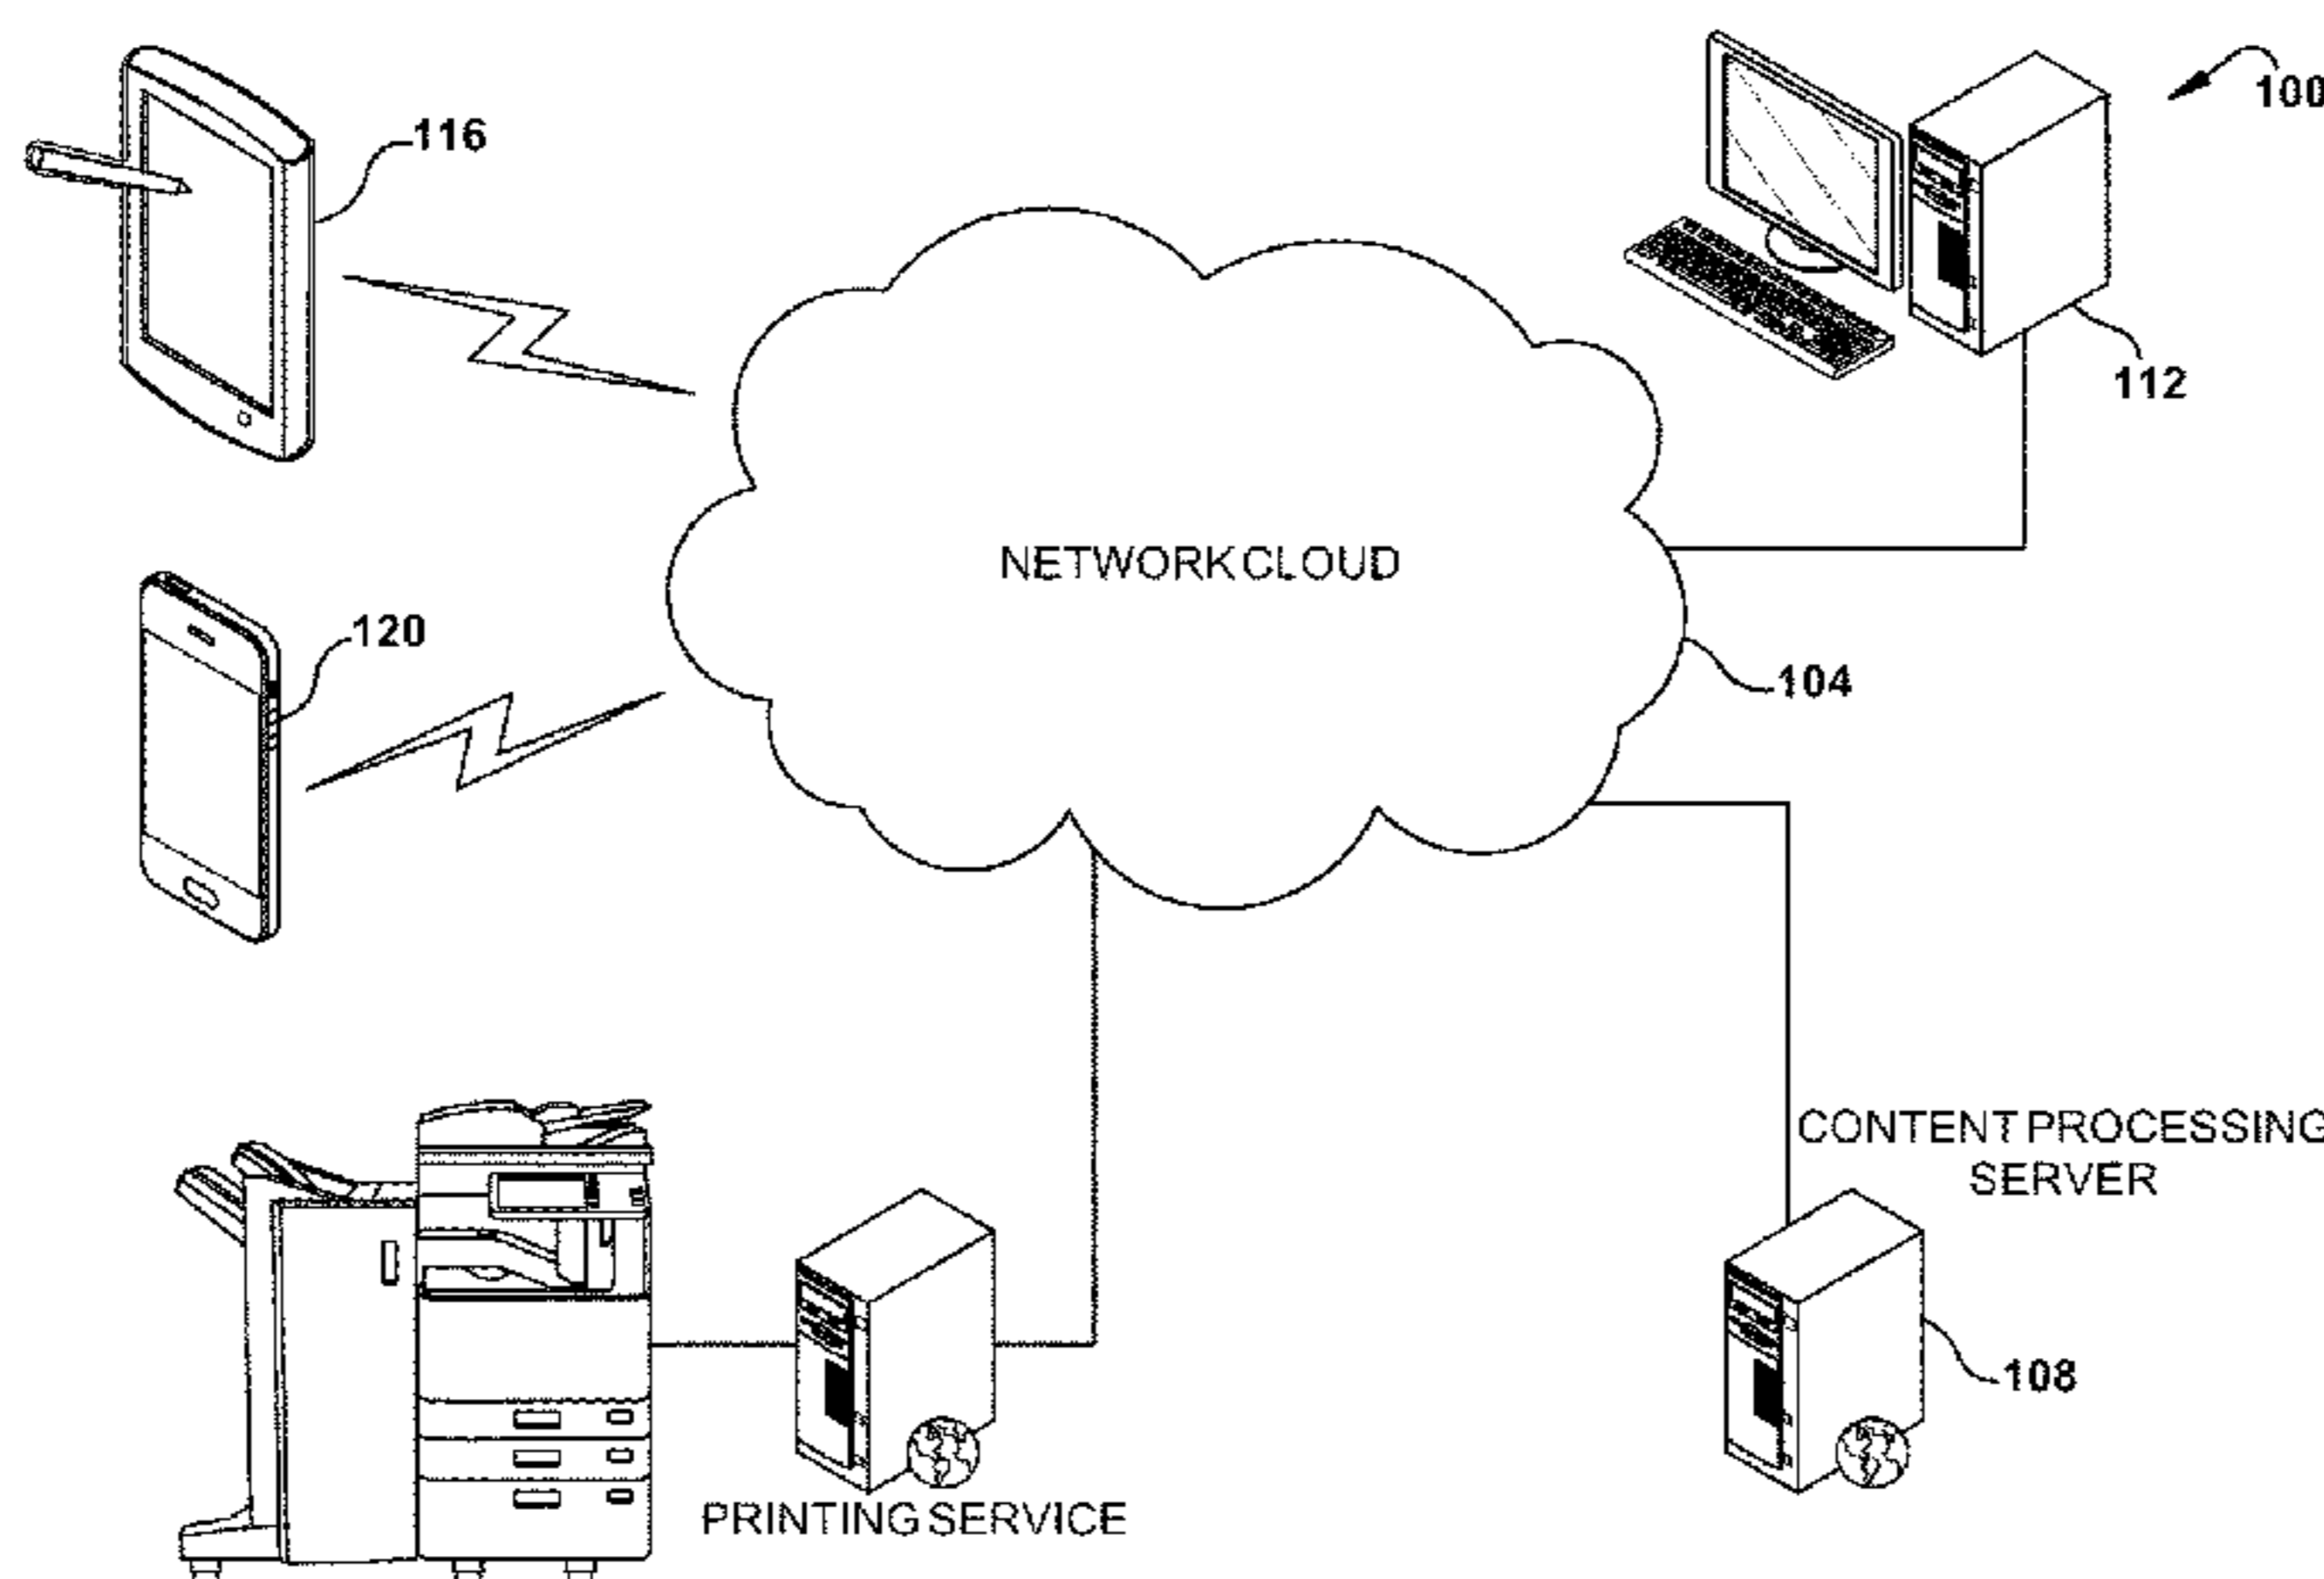 100
116
112
NETWORK CLOUD
120
104
CONTENT PROCESSING
SERVER
108
PRINTING SERVICE